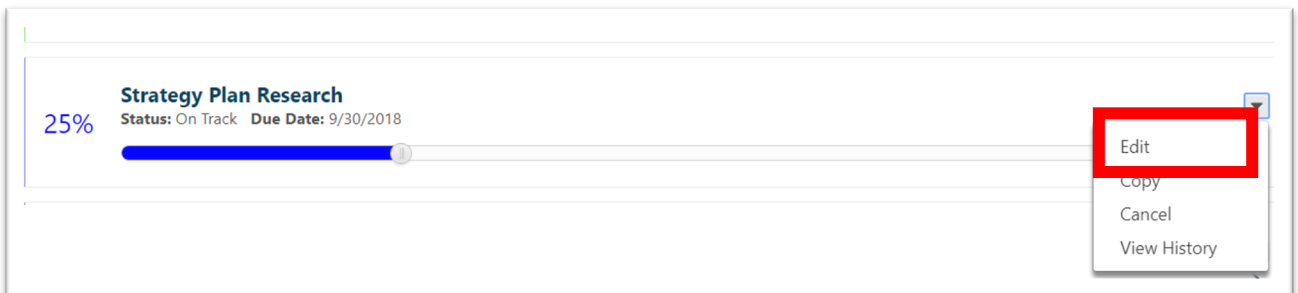 25%
Strategy Plan Research
Status: On Track Due Date: 9/30/2018
Edit
Copy
Cancel
View History